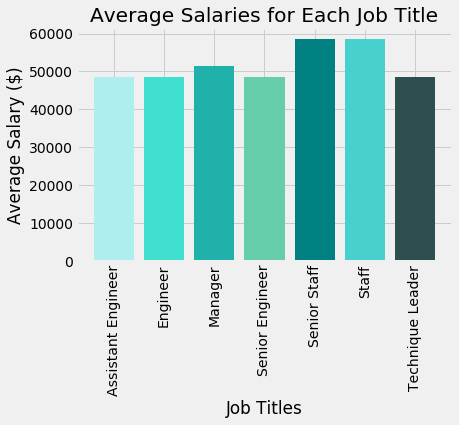 Average Salaries for Each Job Title
Average Salary ($)
60000
50000
40000
30000
20000
10000
0
Assistant Engineer
Engineer
Manager
Senior Engineer
Senior Staff
Staff
Technique Leader
Job Titles